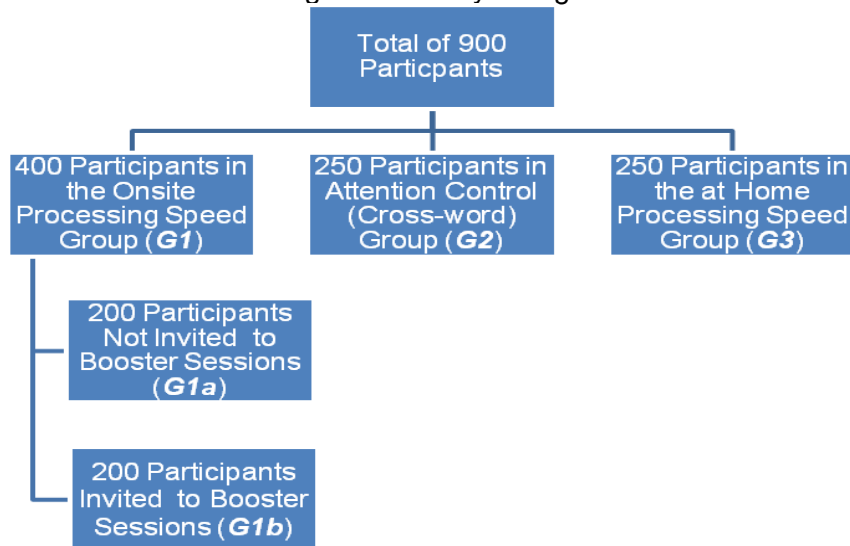 Total of 900
Particpants
400 Participants in
the Onsite
Processing Speed
Group (G1)
250 Participants in
Attention Control
(Cross-word)
Group (G2)
250 Participants in
the at Home
Processing Speed
Group (G3)
200 Participants
Not Invited to
Booster Sessions
(G1a)
200 Participants
Invited to Booster
Sessions (G1b)